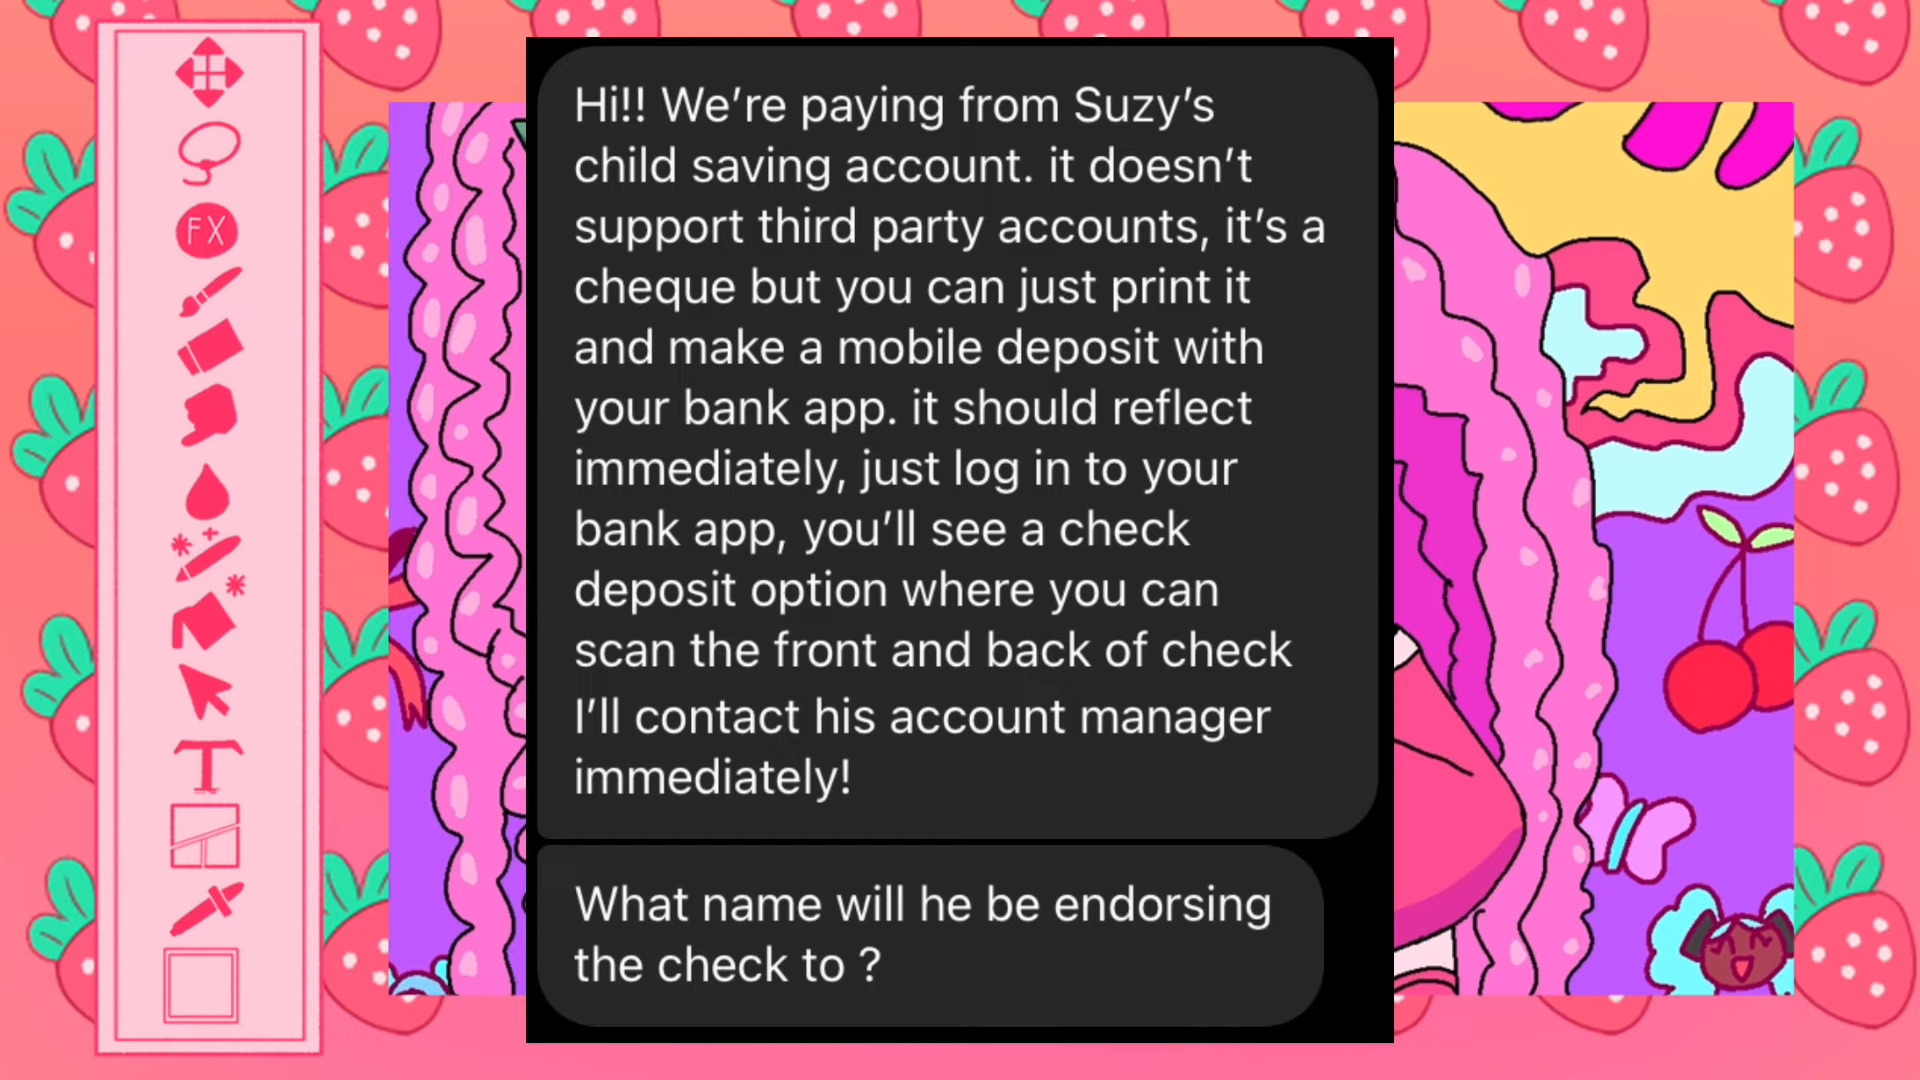 FX
T
Hi!! We’re paying from Suzy’s
child saving account. it doesn’t
support third party accounts, it’s a
cheque but you can just print it
and make a mobile deposit with
your bank app. it should reflect
immediately, just log in to your
bank app, you’ll see a check
deposit option where you can
scan the front and back of check
I’ll contact his account manager
immediately!
What name will he be endorsing
the check to ?